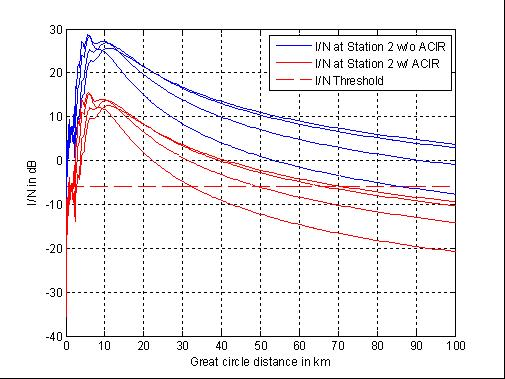 30
20
10
0
-10
-20
-30
-40
I/N in dB
I/N at Station 2 w/o ACIR
I/N at Station 2 w/ ACIR
I/N Threshold
0 10 20 30 40 50 60 70 80 90 100
Great circle distance in km